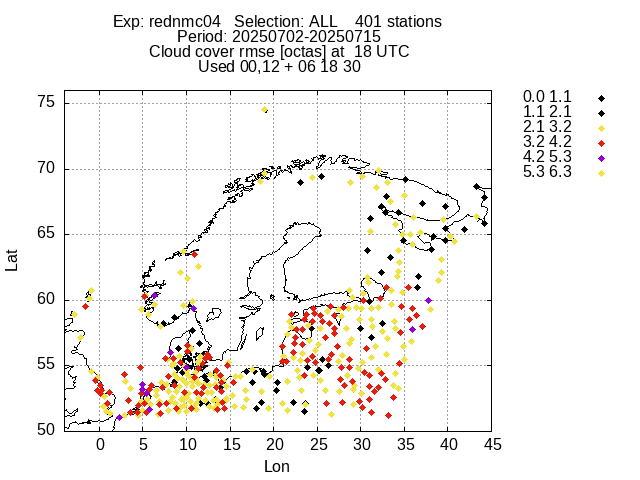 Exp: rednmc04   Selection: ALL    401 stations
Period: 20250702-20250715
Cloud cover rmse [octas] at  18 UTC
Used 00,12 + 06 18 30
0.0 1.1
1.1 2.1
2.1 3.2
3.2 4.2
4.2 5.3
5.3 6.3
75
70
65
60
55
50
Lat
0 5 10 15 20 25 30 35 40 45
Lon